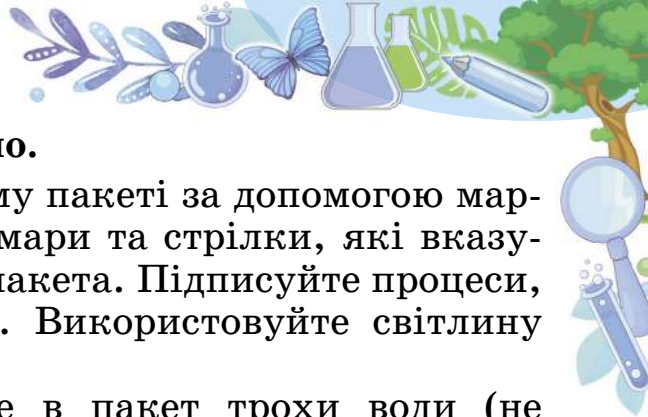 му пакеті за допомогою мар-
мари та стрілки, які вказу-
пакета. Підписуйте процеси,
Використовуйте світлину
в пакет трохи води (не